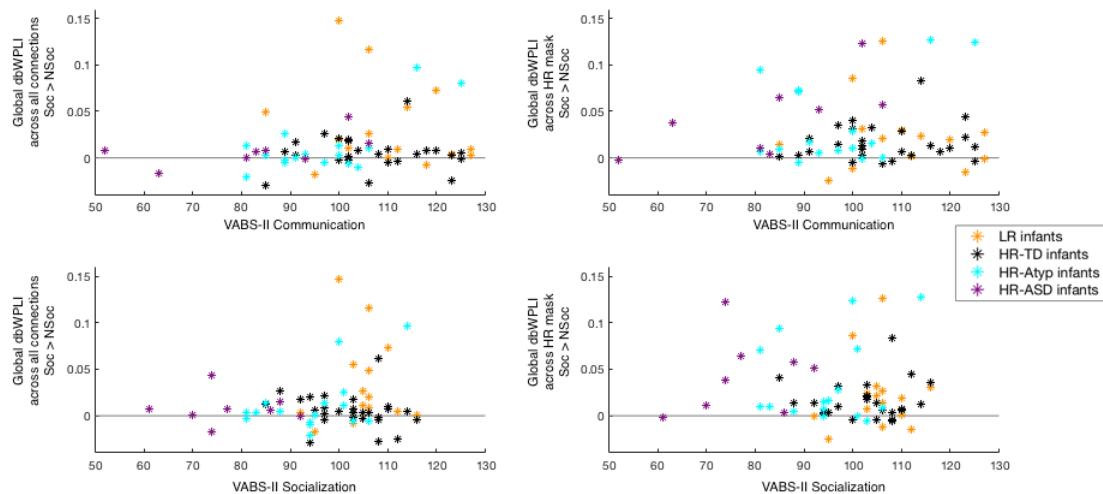 Global dbWPLI
across all connections
Soc > NSoc
0.15
0.1
0.05
0
50 60 70 80 90 100 110 120 130
VABS-II Communication
Global dbWPLI
across HR mask
Soc > NSoc
0.15
0.1
0.05
0
50 60 70 80 90 100 110 120 130
VABS-II Communication
LR infants
HR-TD infants
HR-Atyp infants
HR-ASD infants
Global dbWPLI
across all connections
Soc > NSoc
0.15
0.1
0.05
0
50 60 70 80 90 100 110 120 130
VABS-II Socialization
Global dbWPLI
across HR mask
Soc > NSoc
0.15
0.1
0.05
0
50 60 70 80 90 100 110 120 130
VABS-II Socialization